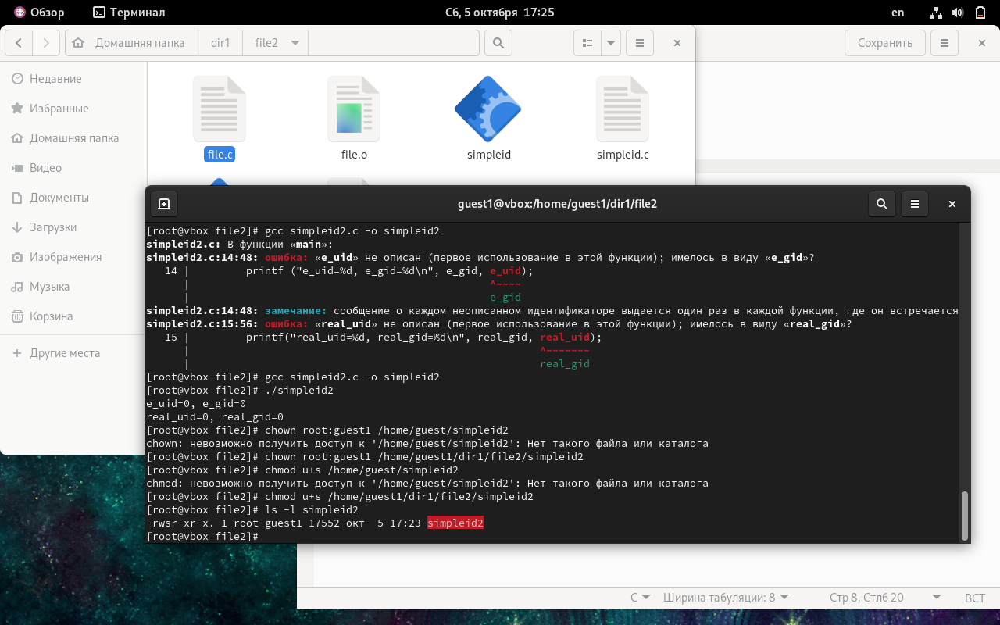 Обзор
Терминал
Сб, 5 октября 17:25
en
Домашняя папка
dir1
file2
Сохранить
Недавние
Избранные
Домашняя папка
Видео
Документы
Загрузки
Изображения
Музыка
Корзина
+ Другие места
file.c
file.o
simpleid
simpleid.c
guest1@vbox:/home/guest1/dir1/file2
[root@vbox file2]# gcc simpleid2.c -o simpleid2
simpleid2.c: В функции «main»:
simpleid2.c:14:48: ошибка: «e_uid» не описан (первое использование в этой функции); имелось в виду «e_gid»?
14 |         printf ("e_uid=%d, e_gid=%d\n", e_gid, e_uid);
|                                                ^~~~~
|                                                e_gid
simpleid2.c:14:48: замечание: сообщение о каждом неописанном идентификаторе выдается один раз в каждой функции, где он встречается
simpleid2.c:15:56: ошибка: «real_uid» не описан (первое использование в этой функции); имелось в виду «real_gid»?
15 |         printf("real_uid=%d, real_gid=%d\n", real_gid, real_uid);
|                                                        ^~~~~~~~
|                                                        real_gid
[root@vbox file2]# gcc simpleid2.c -o simpleid2
[root@vbox file2]# ./simpleid2
e_uid=0, e_gid=0
real_uid=0, real_gid=0
[root@vbox file2]# chown root:guest1 /home/guest/simpleid2
chown: невозможно получить доступ к '/home/guest/simpleid2': Нет такого файла или каталога
[root@vbox file2]# chown root:guest1 /home/guest1/dir1/file2/simpleid2
[root@vbox file2]# chmod u+s /home/guest/simpleid2
chmod: невозможно получить доступ к '/home/guest/simpleid2': Нет такого файла или каталога
[root@vbox file2]# chmod u+s /home/guest1/dir1/file2/simpleid2
[root@vbox file2]# ls -l simpleid2
-rwsr-xr-x. 1 root guest1 17552 окт  5 17:23 simpleid2
[root@vbox file2]#
C
Ширина табуляции: 8
Стр 8, Стлб 20
ВСТ